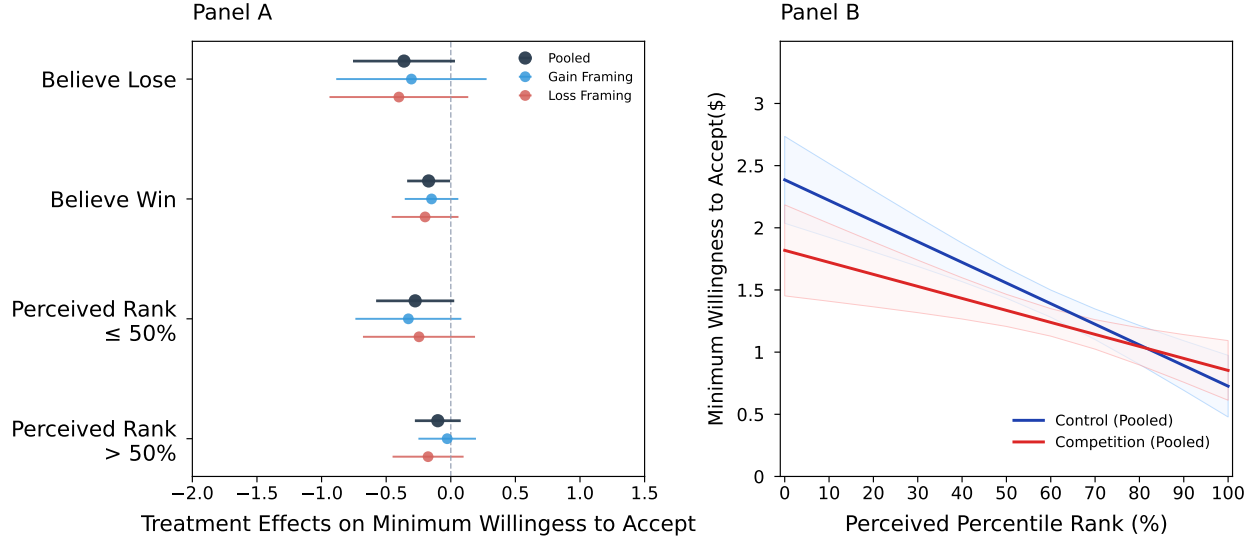 Panel A
Believe Lose
Believe Win
Perceived Rank
≤ 50%
Perceived Rank
> 50%
Pooled
Gain Framing
Loss Framing
−2.0 −1.5 −1.0 −0.5 0.0 0.5 1.0 1.5
Treatment Effects on Minimum Willingess to Accept
Panel B
Minimum Willingness to Accept($)
3
2.5
2
1.5
1
0.5
0
Control (Pooled)
Competition (Pooled)
0 10 20 30 40 50 60 70 80 90 100
Perceived Percentile Rank (%)